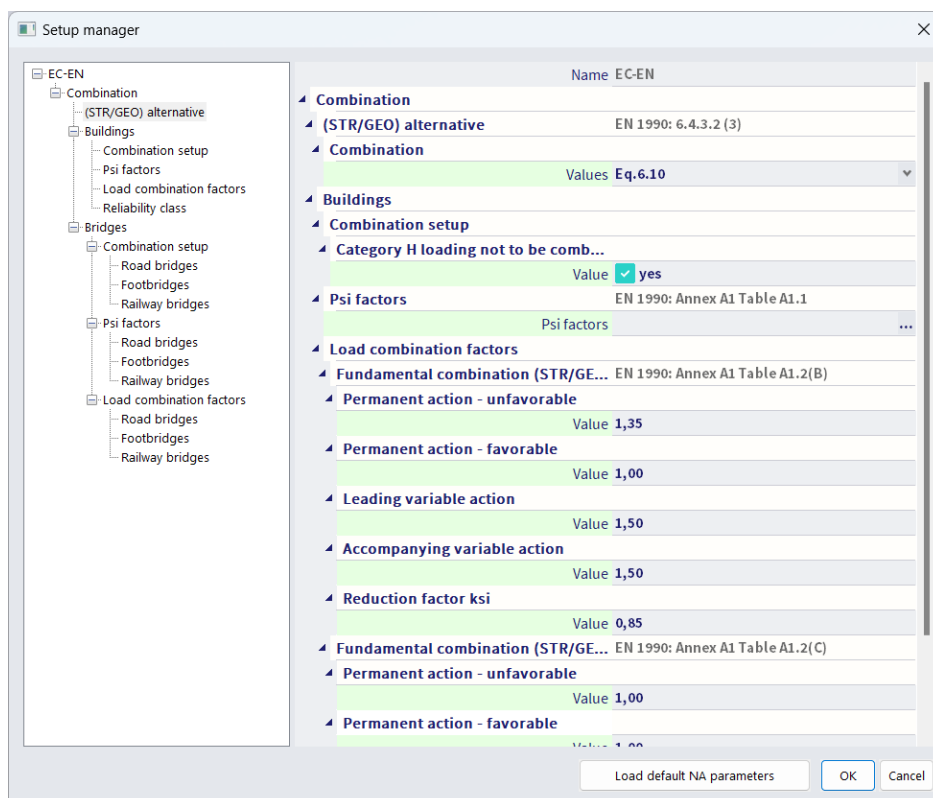 Setup manager
EC-EN
Combination
(STR/GEO) alternative
Buildings
Combination setup
Psi factors
Load combination factors
Reliability class
Bridges
Combination setup
Road bridges
Footbridges
Railway bridges
Psi factors
Road bridges
Footbridges
Railway bridges
Load combination factors
Road bridges
Footbridges
Railway bridges
Name EC-EN
Combination
(STR/GEO) alternative EN 1990: 6.4.3.2 (3)
Combination
Values Eq.6.10
Buildings
Combination setup
Category H loading not to be comb...
Value yes
Psi factors EN 1990: Annex A1 Table A1.1
Psi factors ...
Load combination factors
Fundamental combination (STR/GE... EN 1990: Annex A1 Table A1.2(B)
Permanent action - unfavorable
Value 1,35
Permanent action - favorable
Value 1,00
Leading variable action
Value 1,50
Accompanying variable action
Value 1,50
Reduction factor ksi
Value 0,85
Fundamental combination (STR/GE... EN 1990: Annex A1 Table A1.2(C)
Permanent action - unfavorable
Value 1,00
Permanent action - favorable
Value 1,00
Load default NA parameters
OK
Cancel